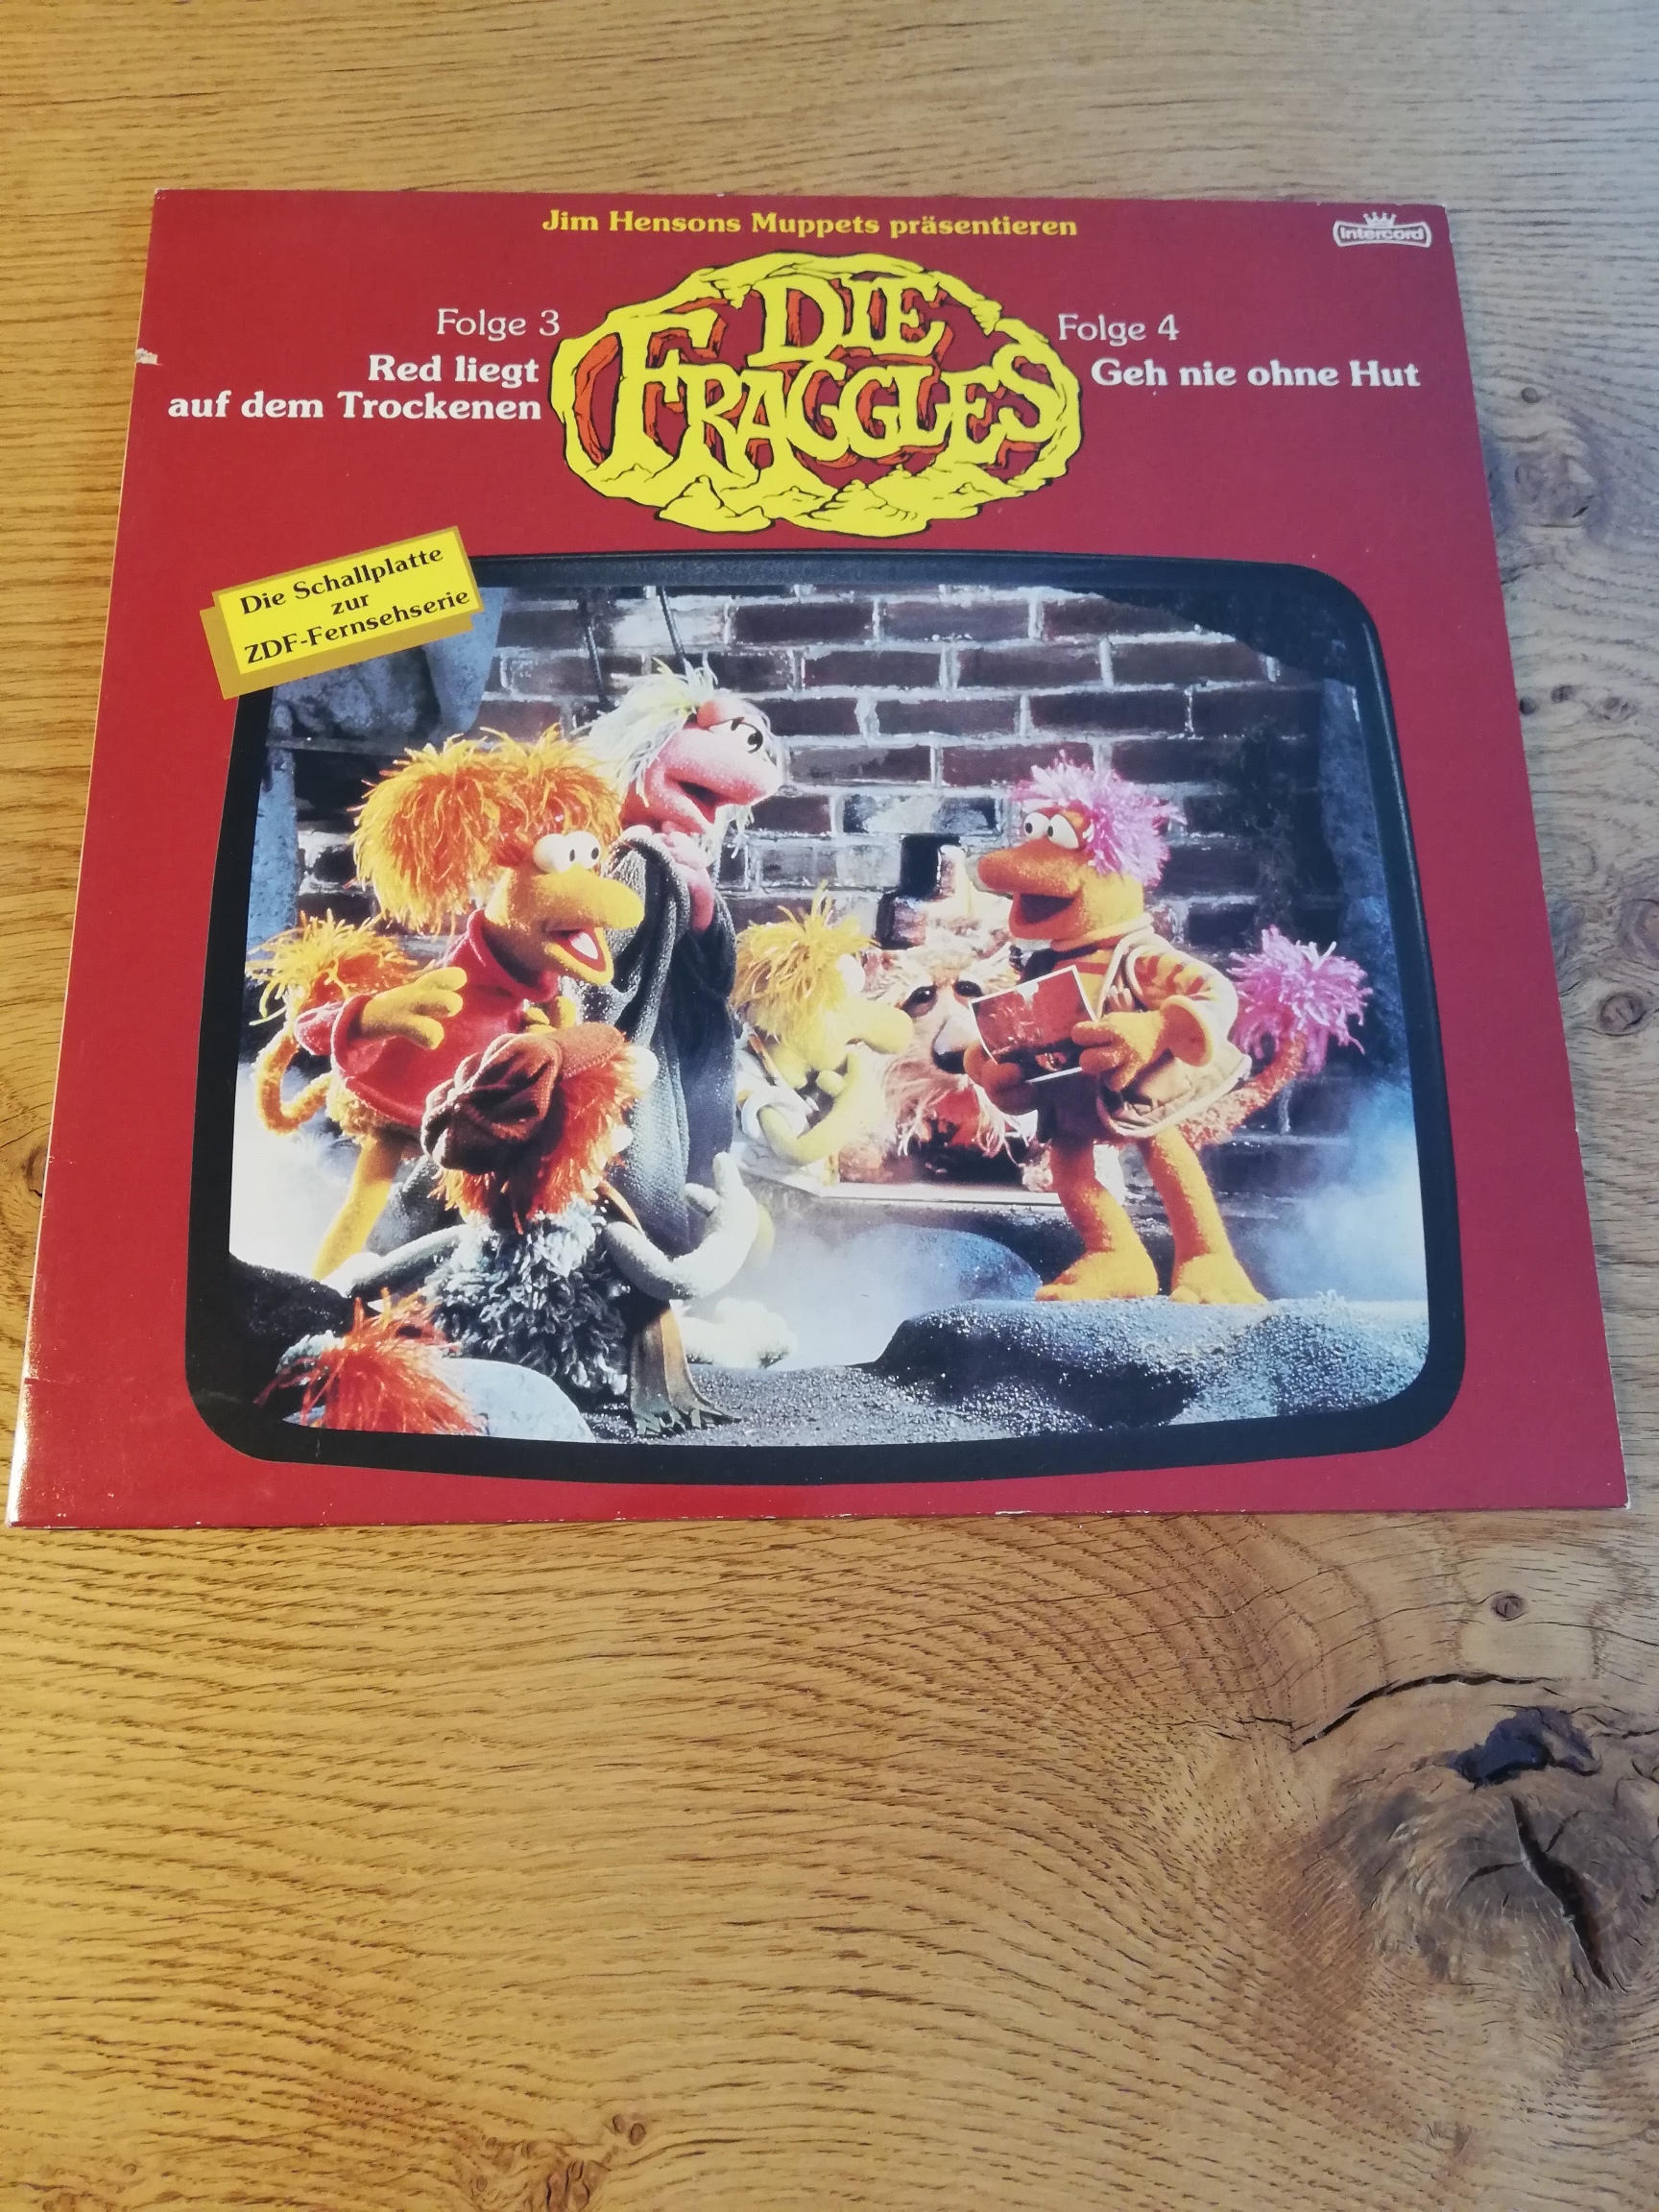 Jim Hensons Muppets präsentieren
Intercord
DIE
FRAGGLES
Folge 3
Red liegt
auf dem Trockenen
Folge 4
Geh nie ohne Hut
Die Schallplatte
zur
ZDF-Fernsehserie